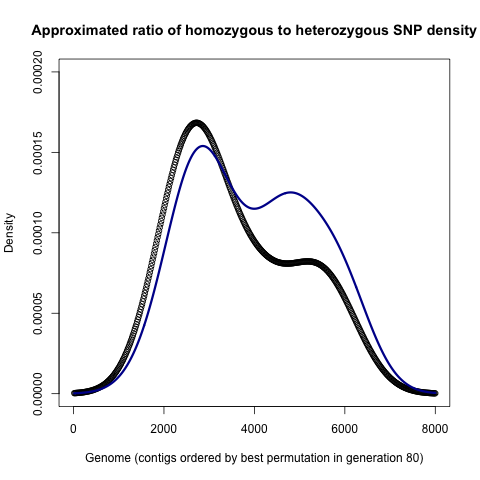 Approximated ratio of homozygous to heterozygous SNP density
0.00020
0.00015
0.00010
0.00005
0.00000
Density
0 2000 4000 6000 8000
Genome (contigs ordered by best permutation in generation 80)